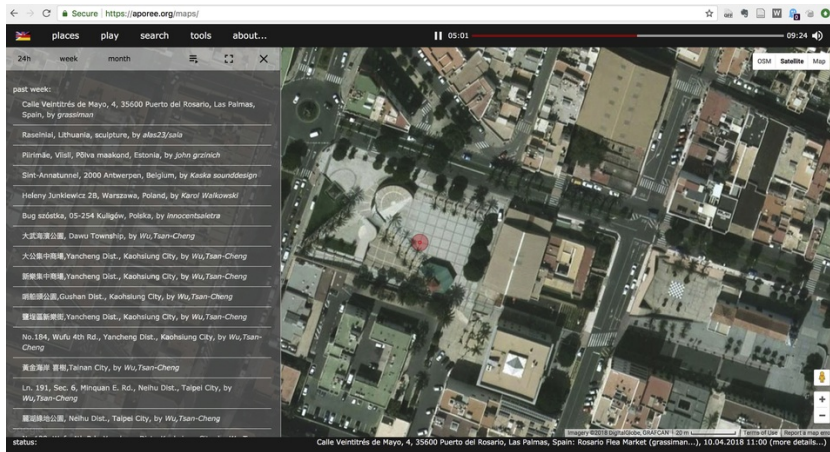 Secure | https://aporee.org/maps/
places play search tools about...
05:01 09:24
24h week month
OSM Satellite Map
past week:
Calle Veintitrés de Mayo, 4, 35600 Puerto del Rosario, Las Palmas,
Spain, by grassiman
Raseiniai, Lithuania, sculpture, by alas23/saia
Piirimäe, Vlisli, Põlva maakond, Estonia, by john grzinich
Sint-Annatunnel, 2000 Antwerpen, Belgium, by Kaska sounddesign
Heleny Junkiewicz 2B, Warszawa, Poland, by Karol Walkowski
Bug szóstka, 05-254 Kuligów, Polska, by Innocentsaletra
大武海濱公園, Dawu Township, by Wu,Tsan-Cheng
大公集中商場,Yancheng Dist., Kaohsiung City, by Wu,Tsan-Cheng
新樂集中商場,Yancheng Dist., Kaohsiung City, by Wu,Tsan-Cheng
哨船頭公園,Gushan Dist., Kaohsiung City, by Wu,Tsan-Cheng
鹽埕區新樂街,Yancheng Dist., Kaohsiung City, by Wu,Tsan-Cheng
No.184, Wufu 4th Rd., Yancheng Dist., Kaohsiung City, by Wu,Tsan-
Cheng
黃金海岸 喜樹,Tainan City, by Wu,Tsan-Cheng
Ln. 191, Sec. 6, Minquan E. Rd., Neihu Dist., Taipei City, by
Wu,Tsan-Cheng
麗湖綠地公園, Neihu Dist., Taipei City, by Wu,Tsan-Cheng
Imagery ©2018 DigitalGlobe, GRAFCAN 20 m Terms of Use Report a map erro
status:
Calle Veintitrés de Mayo, 4, 35600 Puerto del Rosario, Las Palmas, Spain: Rosario Flea Market (grassiman...), 10.04.2018 11:00 (more details...)